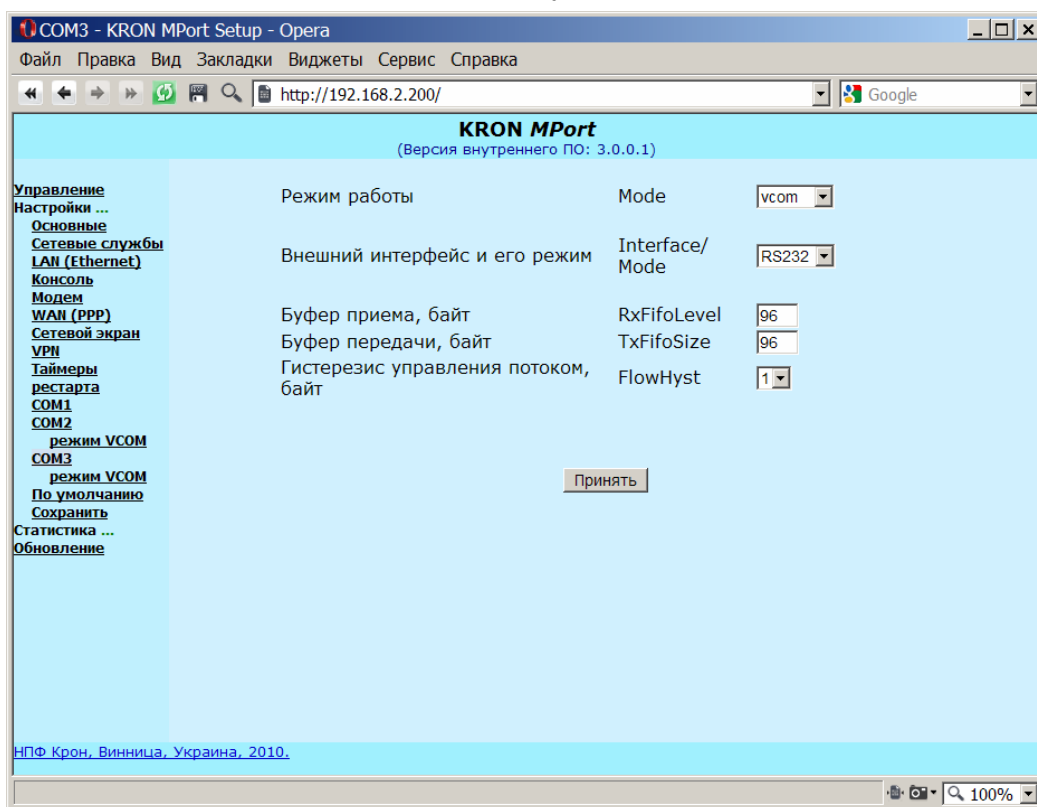 COM3 - KRON MPort Setup - Opera
Файл Правка Вид Закладки Виджеты Сервис Справка
http://192.168.2.200/
Google
KRON MPort
(Версия внутреннего ПО: 3.0.0.1)
Управление
Настройки ...
Основные
Сетевые службы
LAN (Ethernet)
Консоль
Модем
WAN (PPP)
Сетевой экран
VPN
Таймеры
рестарта
COM1
COM2
режим VCOM
COM3
режим VCOM
По умолчанию
Сохранить
Статистика ...
Обновление
Режим работы Mode vcom
Внешний интерфейс и его режим Interface/
Mode RS232
Буфер приема, байт RxFifoLevel 96
Буфер передачи, байт TxFifoSize 96
Гистерезис управления потоком,
байт FlowHyst 1
Принять
НПФ Крон, Винница, Украина, 2010.
100%